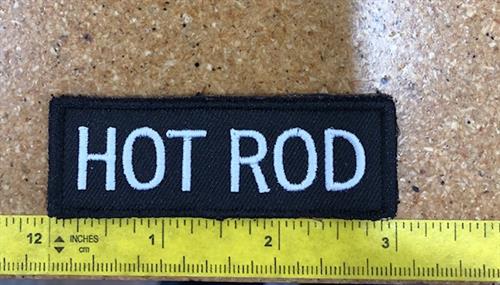 HOT ROD
12 INCHES 1 2 3
cm